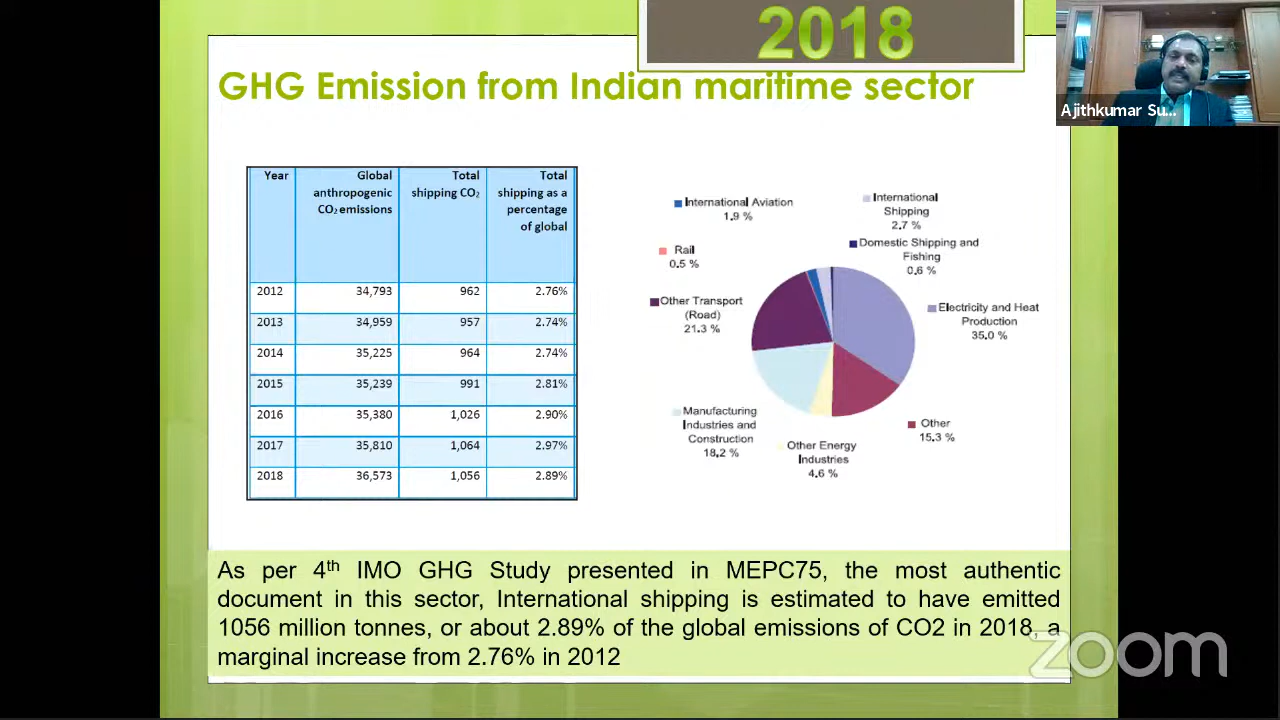 2018
GHG Emission from Indian maritime sector
Ajithkumar Su...
Year Global anthropogenic CO2 emissions Total shipping CO2 Total shipping as a percentage of global
2012 34,793 962 2.76%
2013 34,959 957 2.74%
2014 35,225 964 2.74%
2015 35,239 991 2.81%
2016 35,380 1,026 2.90%
2017 35,810 1,064 2.97%
2018 36,573 1,056 2.89%
International Aviation
1.9 %
International
Shipping
2.7 %
Rail
0.5 %
Domestic Shipping and
Fishing
0.6 %
Other Transport
(Road)
21.3 %
Electricity and Heat
Production
35.0 %
Manufacturing
Industries and
Construction
18.2 %
Other Energy
Industries
4.6 %
Other
15.3 %
As per 4th IMO GHG Study presented in MEPC75, the most authentic
document in this sector, International shipping is estimated to have emitted
1056 million tonnes, or about 2.89% of the global emissions of CO2 in 2018, a
marginal increase from 2.76% in 2012
zoom